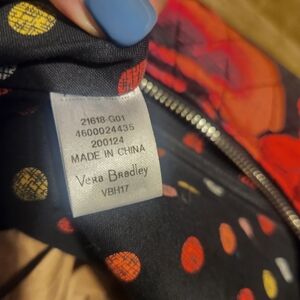 21618-G01
4600024435
200124
MADE IN CHINA
Vera Bradley
VBH17